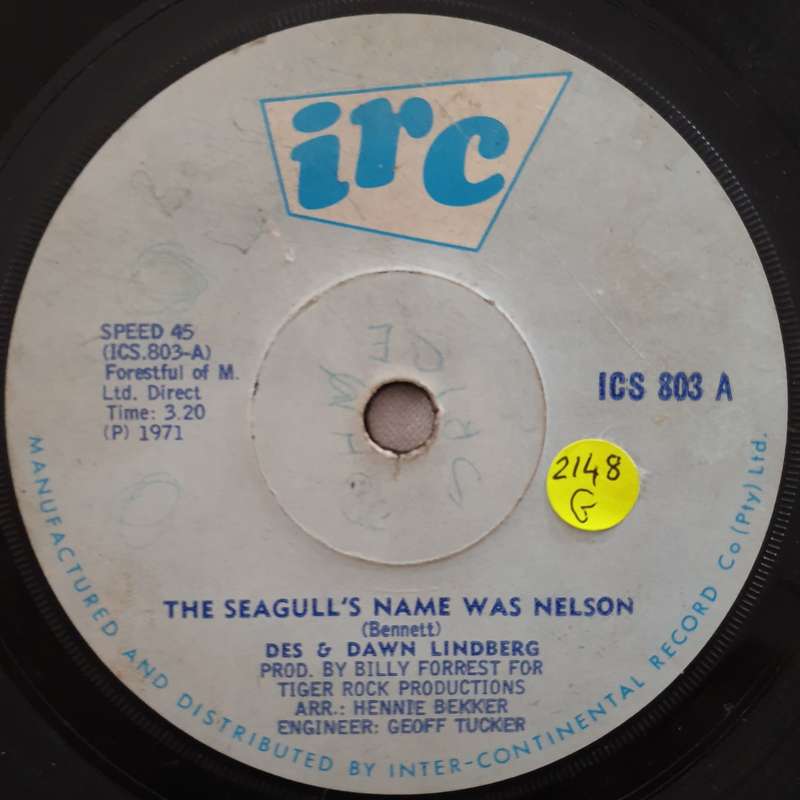 irc
SPEED 45
(ICS.803-A)
Forestful of M.
Ltd. Direct
Time: 3.20
(P) 1971
ICS 803 A
2148
G
THE SEAGULL'S NAME WAS NELSON
(Bennett)
DES & DAWN LINDBERG
PROD. BY BILLY FORREST FOR
TIGER ROCK PRODUCTIONS
ARR.: HENNIE BEKKER
ENGINEER: GEOFF TUCKER
MANUFACTURED AND DISTRIBUTED BY INTER-CONTINENTAL RECORD Co (Pty) Ltd.